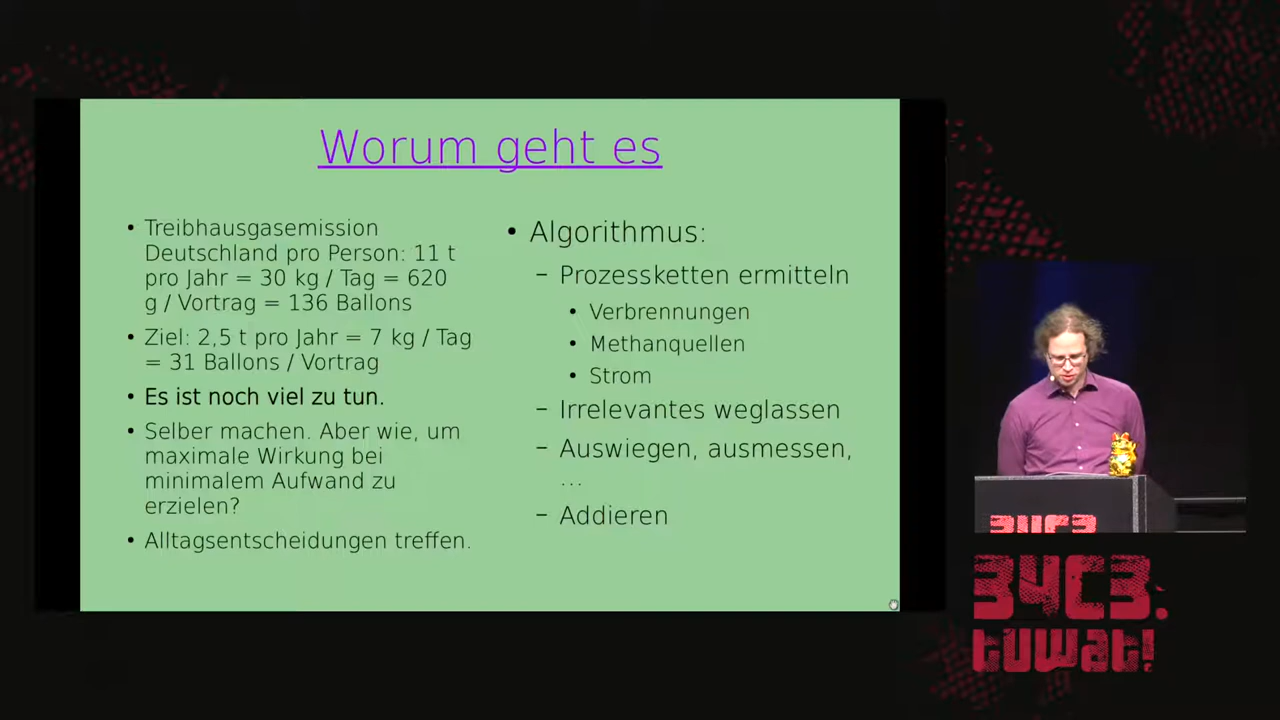 Worum geht es
• Treibhausgasemission
Deutschland pro Person: 11 t
pro Jahr = 30 kg / Tag = 620
g / Vortrag = 136 Ballons
• Ziel: 2,5 t pro Jahr = 7 kg / Tag
= 31 Ballons / Vortrag
• Es ist noch viel zu tun.
• Selber machen. Aber wie, um
maximale Wirkung bei
minimalem Aufwand zu
erzielen?
• Alltagsentscheidungen treffen.
• Algorithmus:
– Prozessketten ermitteln
• Verbrennungen
• Methanquellen
• Strom
– Irrelevantes weglassen
– Auswiegen, ausmessen,
...
– Addieren
34C3
34C3.
tuwat!